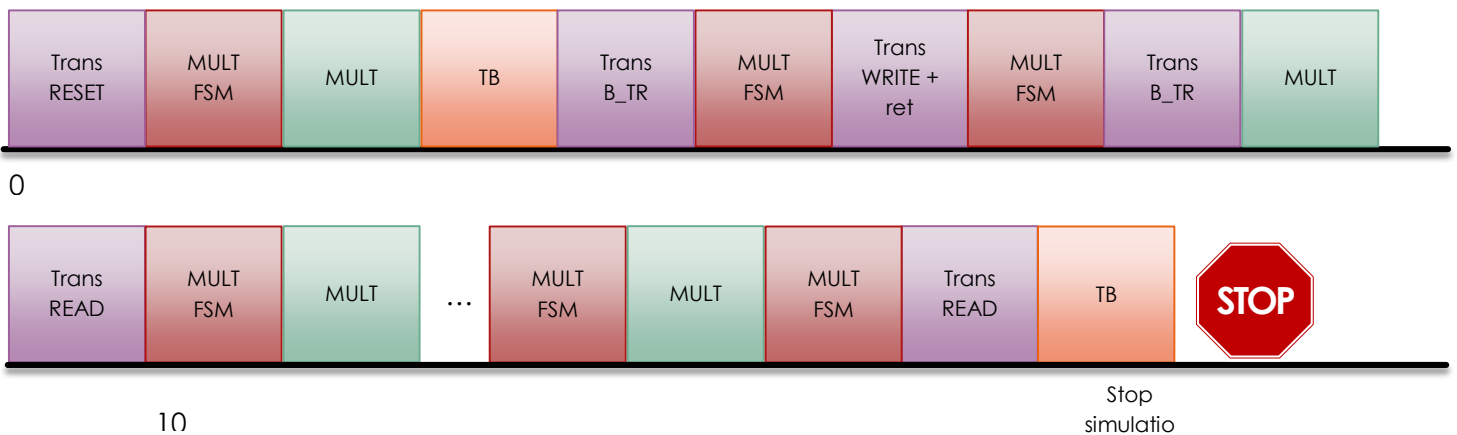 Trans
RESET
MULT
FSM
MULT
TB
Trans
B_TR
MULT
FSM
Trans
WRITE +
ret
MULT
FSM
Trans
B_TR
MULT
0
Trans
READ
MULT
FSM
MULT
...
MULT
FSM
MULT
MULT
FSM
Trans
READ
TB
STOP
10
Stop
simulatio